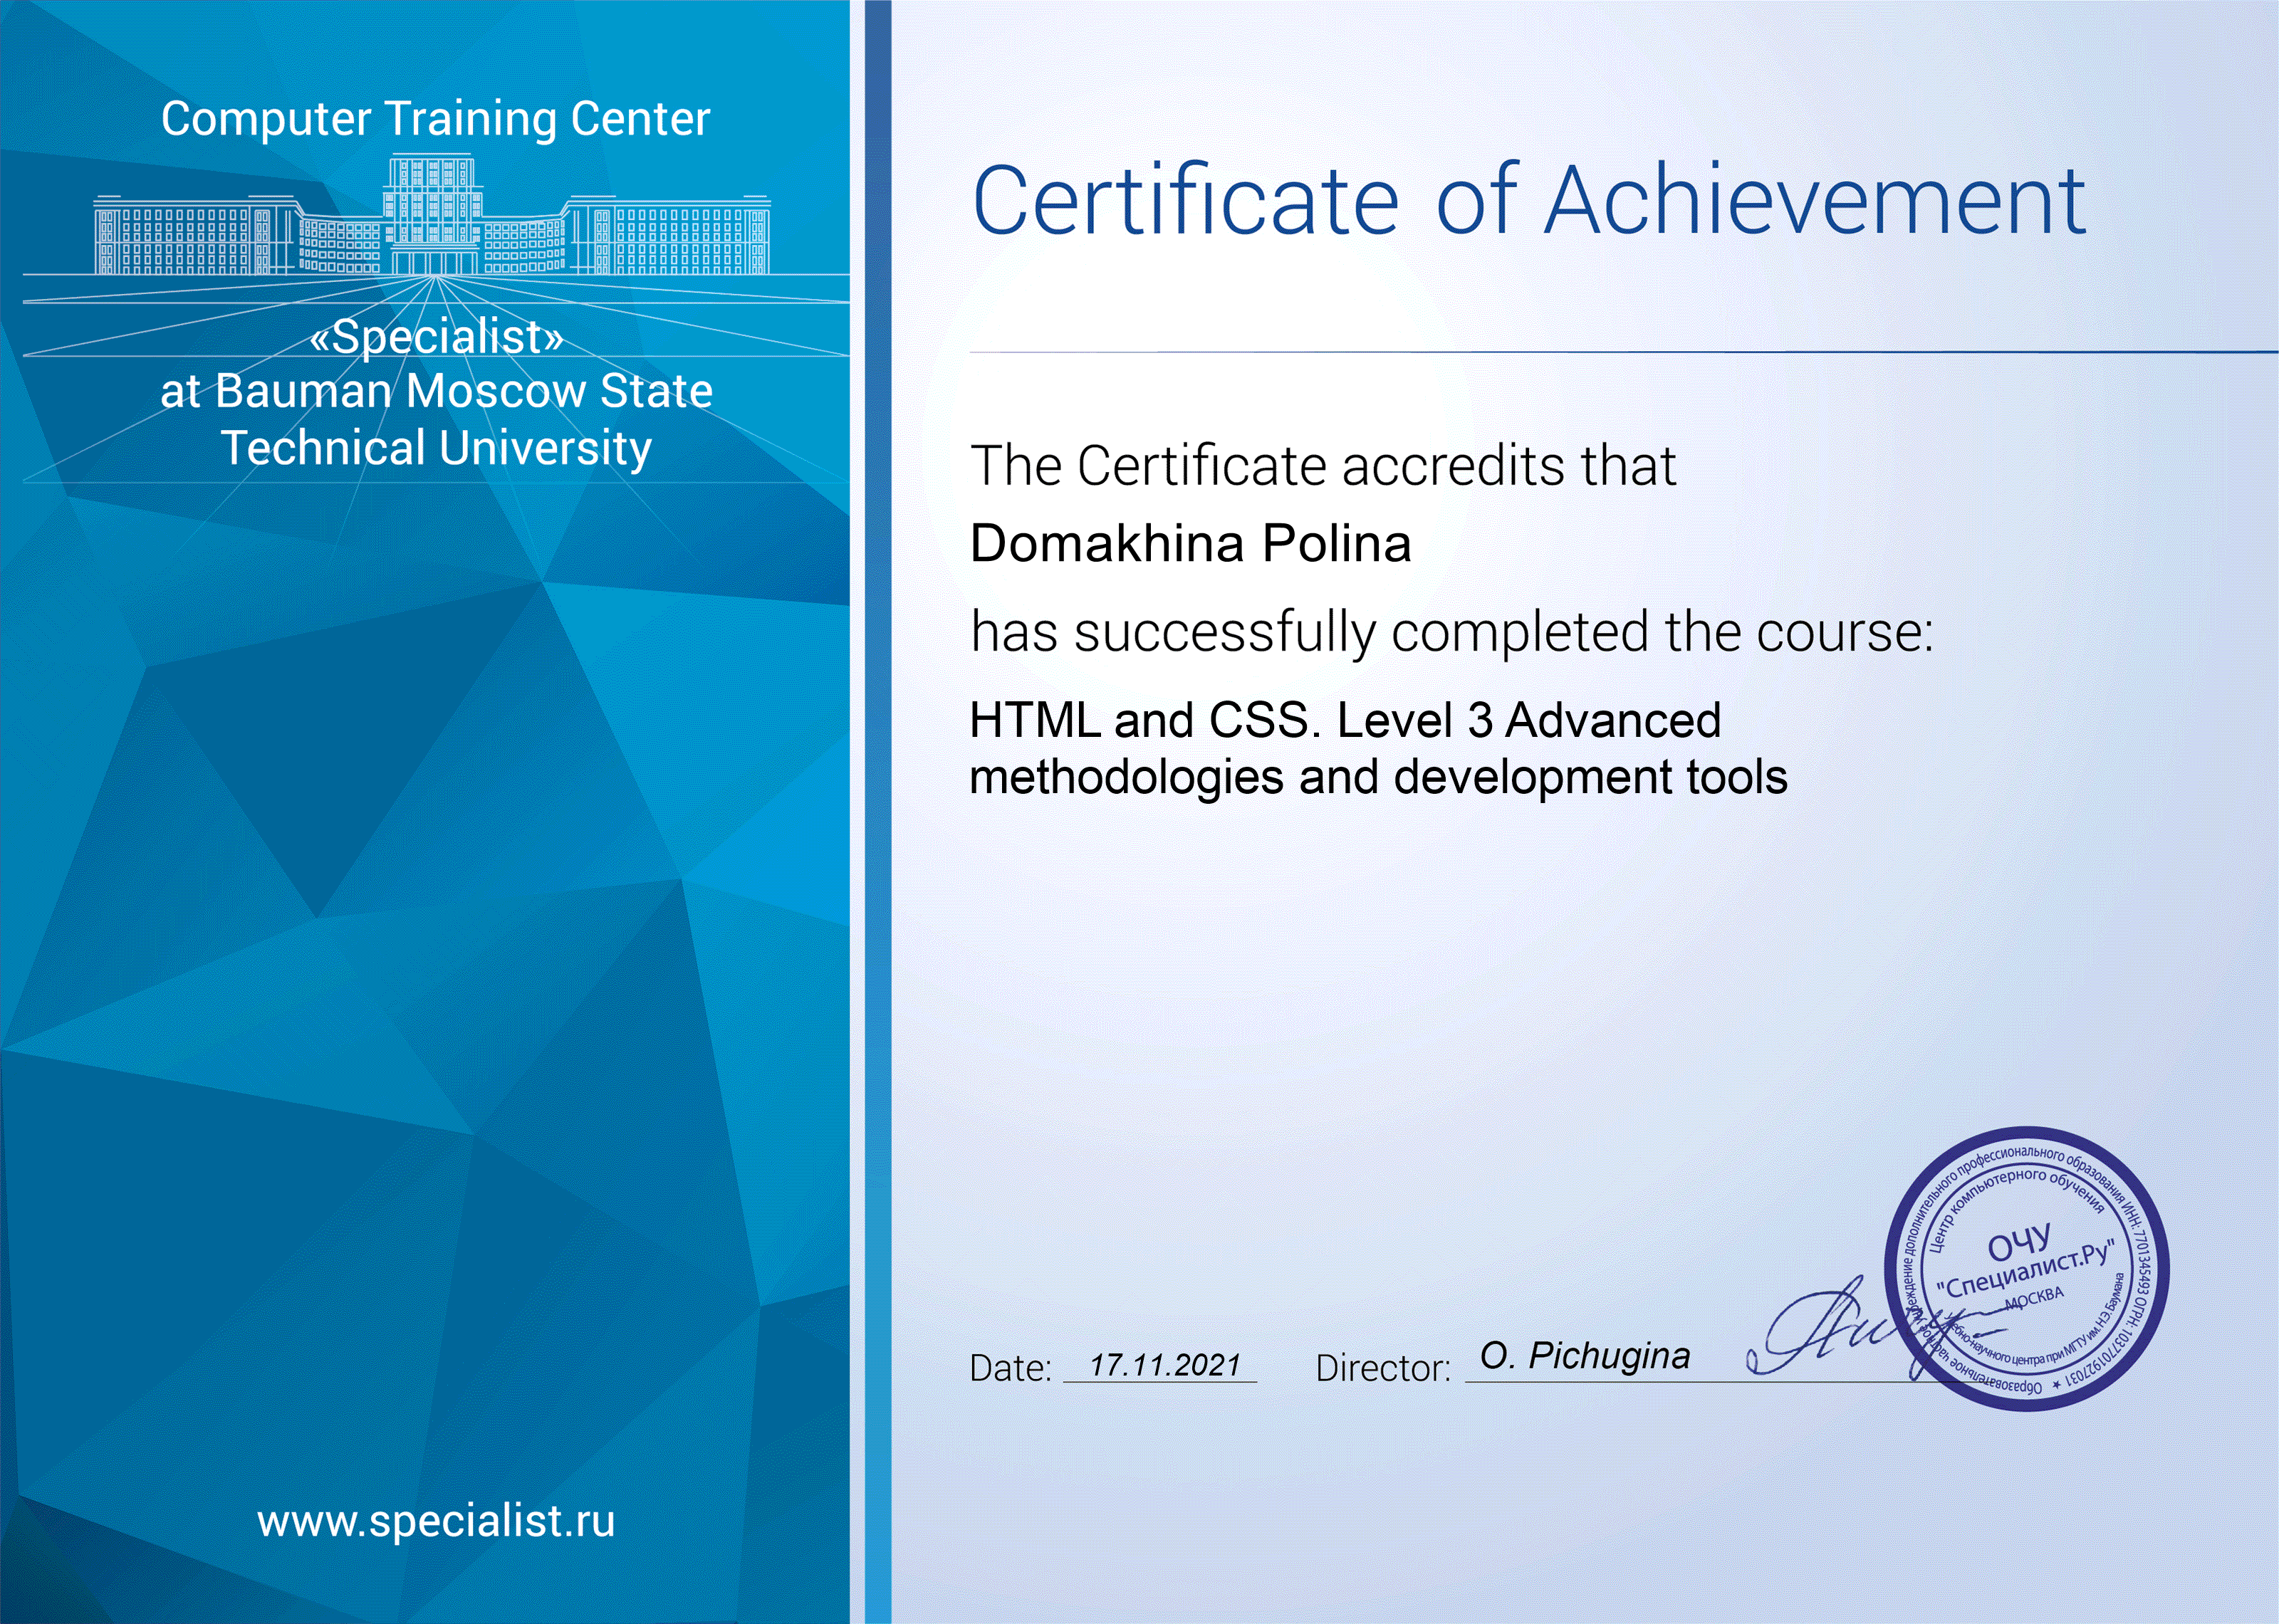 Computer Training Center
«Specialist»
at Bauman Moscow State
Technical University
www.specialist.ru
Certificate of Achievement
The Certificate accredits that
Domakhina Polina
has successfully completed the course:
HTML and CSS. Level 3 Advanced
methodologies and development tools
Date: 17.11.2021 Director: O. Pichugina
Образовательное частное учреждение дополнительного профессионального образования ИНН: 7701345493 ОГРН: 1037701927031 ★
Центр компьютерного обучения
ОЧУ
"Специалист.Ру"
МОСКВА
Учебно-научного центра при МГТУ им. Н.Э. Баумана